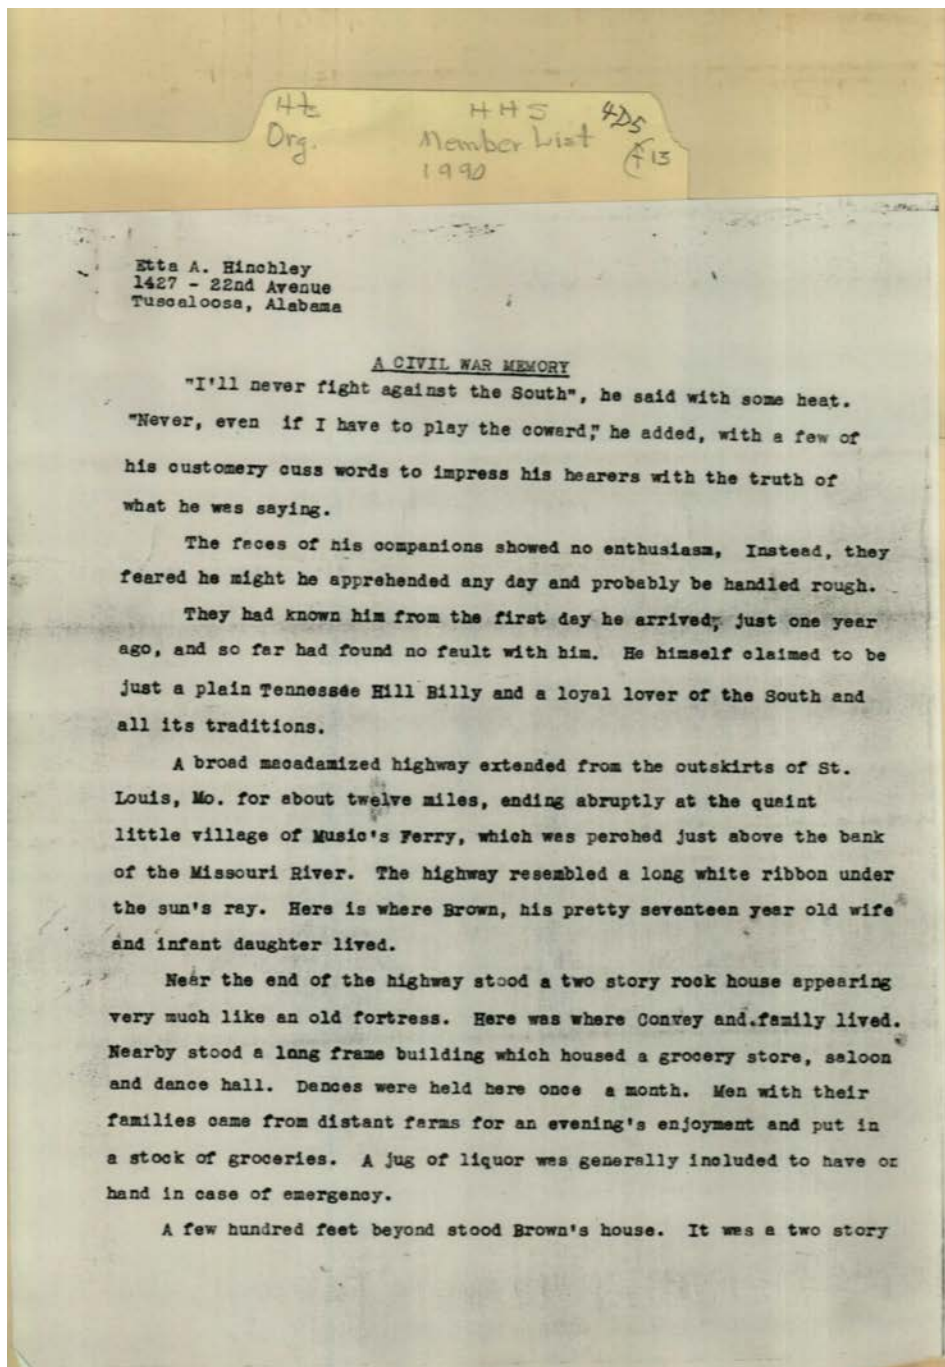 Ht HHS 4D5
Org. Member List
1990 f 13
Etta A. Hinchley
1427 - 22nd Avenue
Tuscaloosa, Alabama
A CIVIL WAR MEMORY
"I'll never fight against the South", he said with some heat.
"Never, even if I have to play the coward," he added, with a few of
his customery cuss words to impress his hearers with the truth of
what he was saying.
The faces of his companions showed no enthusiasm, Instead, they
feared he might he apprehended any day and probably be handled rough.
They had known him from the first day he arrived, just one year
ago, and so far had found no fault with him. He himself claimed to be
just a plain Tennessee Hill Billy and a loyal lover of the South and
all its traditions.
A broad macadamized highway extended from the outskirts of St.
Louis, Mo. for about twelve miles, ending abruptly at the quaint
little village of Music's Ferry, which was perched just above the bank
of the Missouri River. The highway resembled a long white ribbon under
the sun's ray. Here is where Brown, his pretty seventeen year old wife
and infant daughter lived.
Near the end of the highway stood a two story rock house appearing
very much like an old fortress. Here was where Convey and family lived.
Nearby stood a long frame building which housed a grocery store, saloon
and dance hall. Dances were held here once a month. Men with their
families came from distant farms for an evening's enjoyment and put in
a stock of groceries. A jug of liquor was generally included to have on
hand in case of emergency.
A few hundred feet beyond stood Brown's house. It was a two story